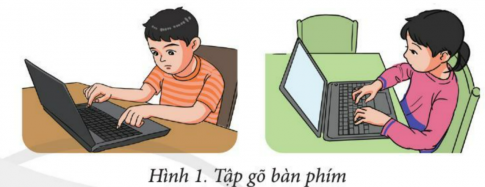 Hình 1. Tập gõ bàn phím